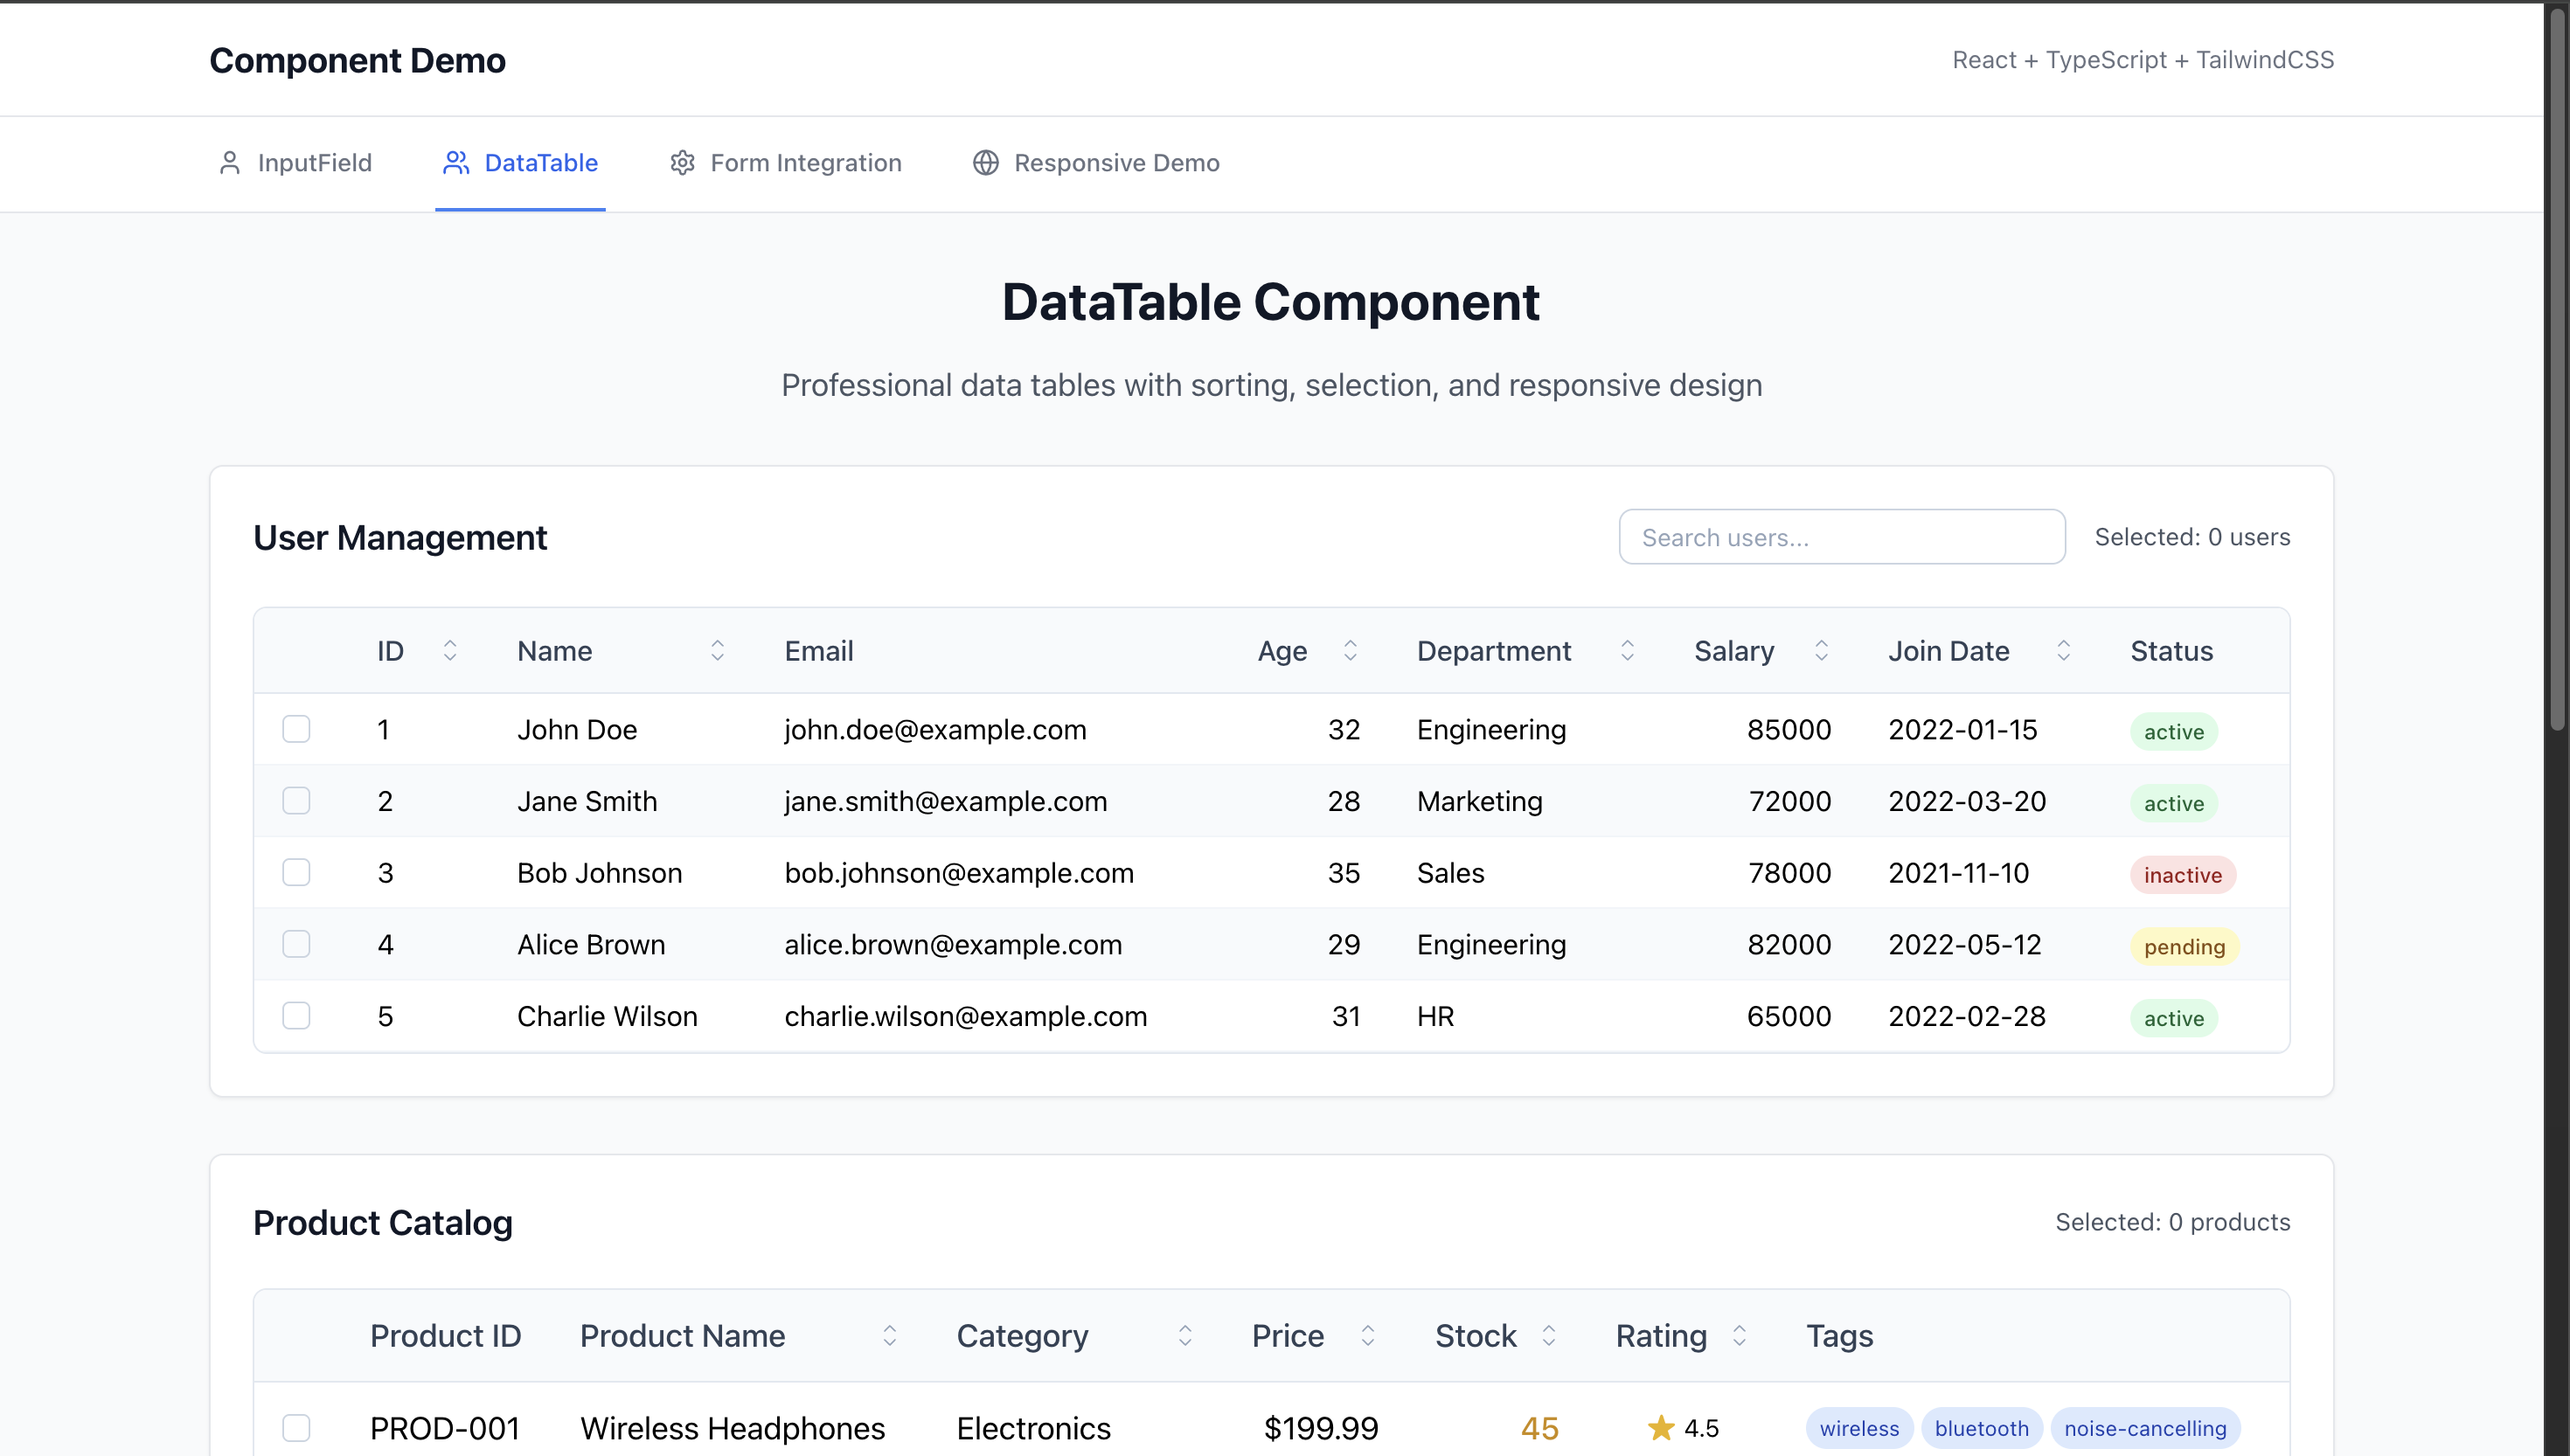 Component Demo
React + TypeScript + TailwindCSS
InputField DataTable Form Integration Responsive Demo
DataTable Component
Professional data tables with sorting, selection, and responsive design
User Management
Search users...
Selected: 0 users
ID Name Email Age Department Salary Join Date Status
1 John Doe john.doe@example.com 32 Engineering 85000 2022-01-15 active
2 Jane Smith jane.smith@example.com 28 Marketing 72000 2022-03-20 active
3 Bob Johnson bob.johnson@example.com 35 Sales 78000 2021-11-10 inactive
4 Alice Brown alice.brown@example.com 29 Engineering 82000 2022-05-12 pending
5 Charlie Wilson charlie.wilson@example.com 31 HR 65000 2022-02-28 active
Product Catalog
Selected: 0 products
Product ID Product Name Category Price Stock Rating Tags
PROD-001 Wireless Headphones Electronics $199.99 45 4.5 wireless bluetooth noise-cancelling